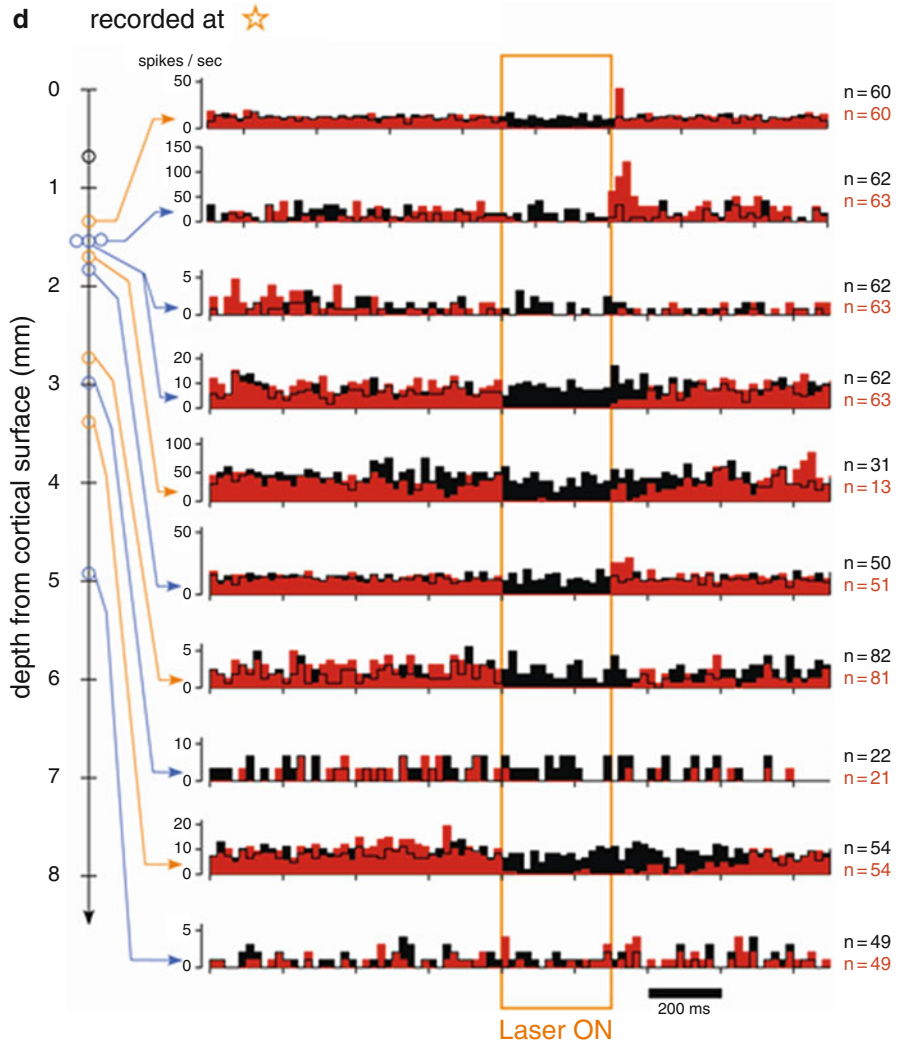 d recorded at
spikes / sec
depth from cortical surface (mm)
0
1
2
3
4
5
6
7
8
50
0
n=60
n=60
150
100
50
0
n=62
n=63
5
0
n=62
n=63
20
10
0
n=62
n=63
100
50
0
n=31
n=13
50
0
n=50
n=51
5
0
n=82
n=81
10
0
n=22
n=21
20
10
0
n=54
n=54
5
0
n=49
n=49
200 ms
Laser ON